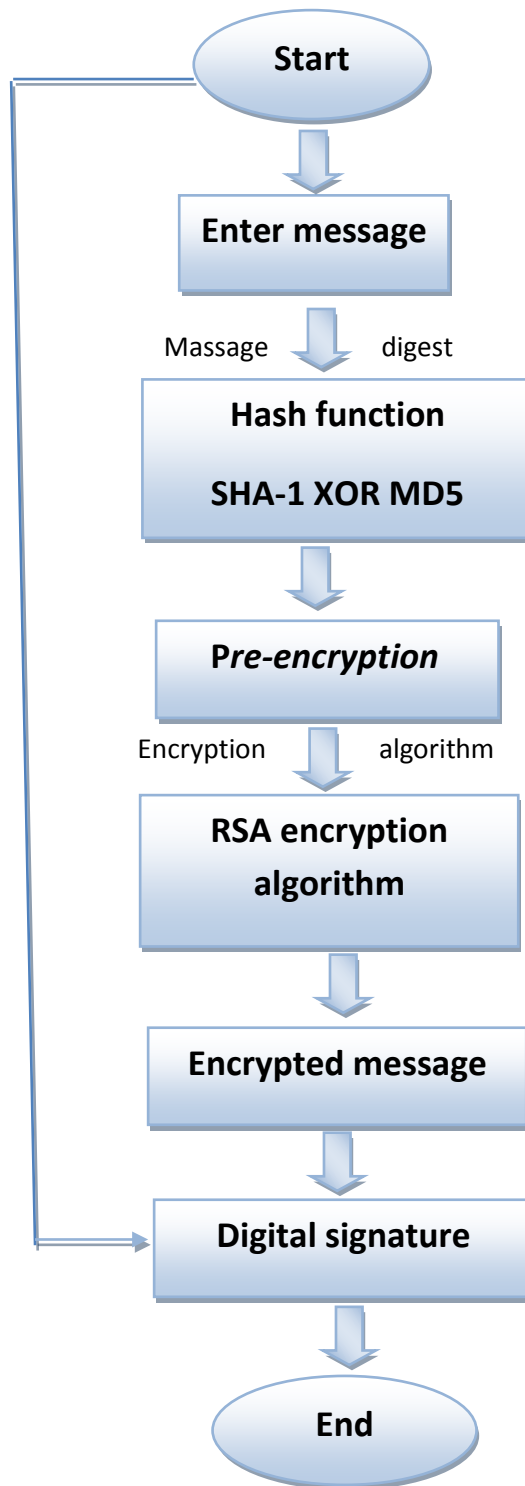 Start
Enter message
Massage digest
Hash function
SHA-1 XOR MD5
Pre-encryption
Encryption algorithm
RSA encryption
algorithm
Encrypted message
Digital signature
End